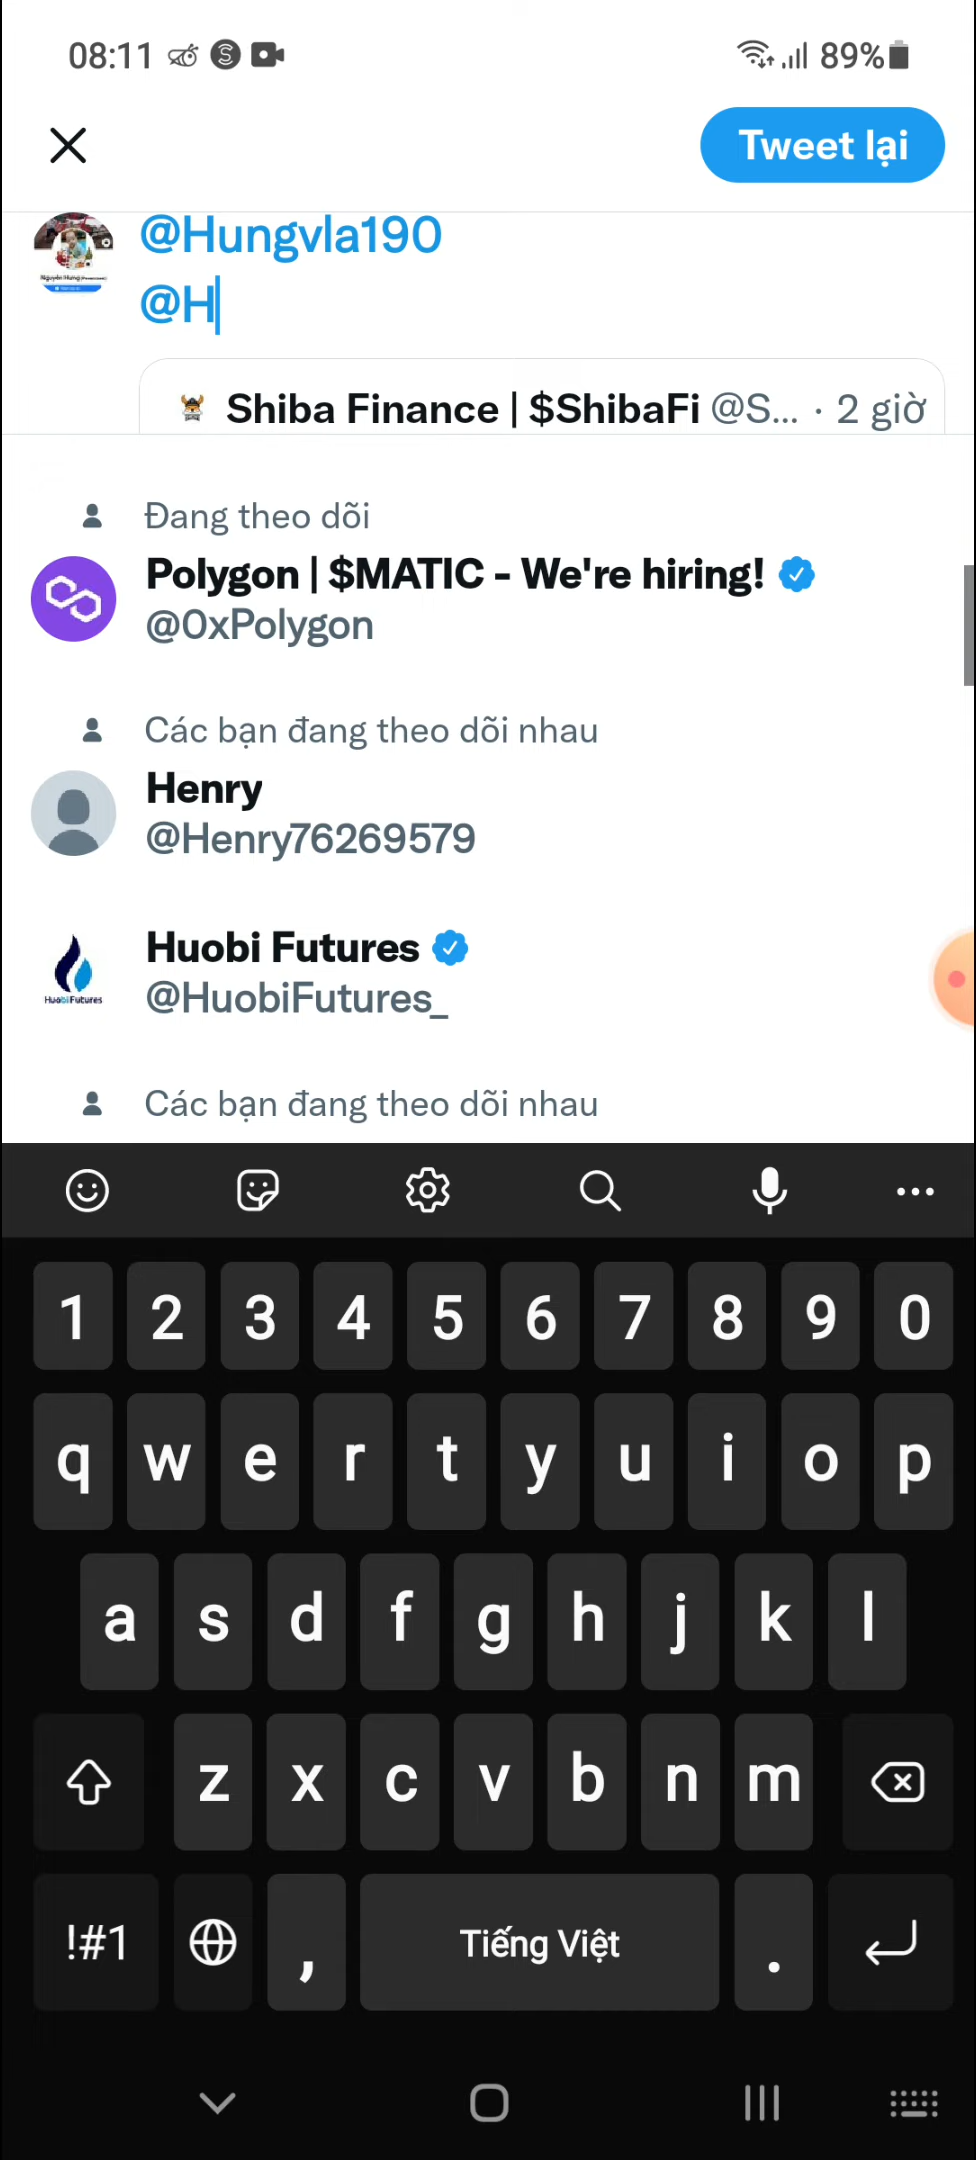 08:11
89%
Tweet lại
@Hungvla190
@H
Shiba Finance | $ShibaFi @S... · 2 giờ
Đang theo dõi
Polygon | $MATIC - We're hiring!
@0xPolygon
Các bạn đang theo dõi nhau
Henry
@Henry76269579
Huobi Futures
HuobiFutures
@HuobiFutures_
Các bạn đang theo dõi nhau
1 2 3 4 5 6 7 8 9 0
q w e r t y u i o p
a s d f g h j k l
z x c v b n m
!#1 , Tiếng Việt .